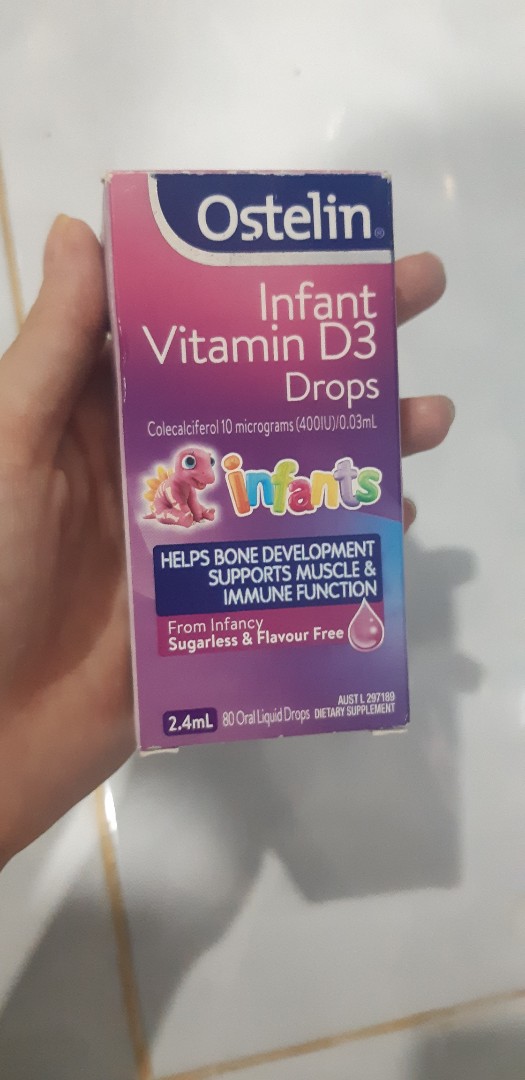 Ostelin®
Infant
Vitamin D3
Drops
Colecalciferol 10 micrograms (400IU)/0.03mL
infants
HELPS BONE DEVELOPMENT
SUPPORTS MUSCLE &
IMMUNE FUNCTION
From Infancy
Sugarless & Flavour Free
2.4mL 80 Oral Liquid Drops
AUST L 297189
DIETARY SUPPLEMENT